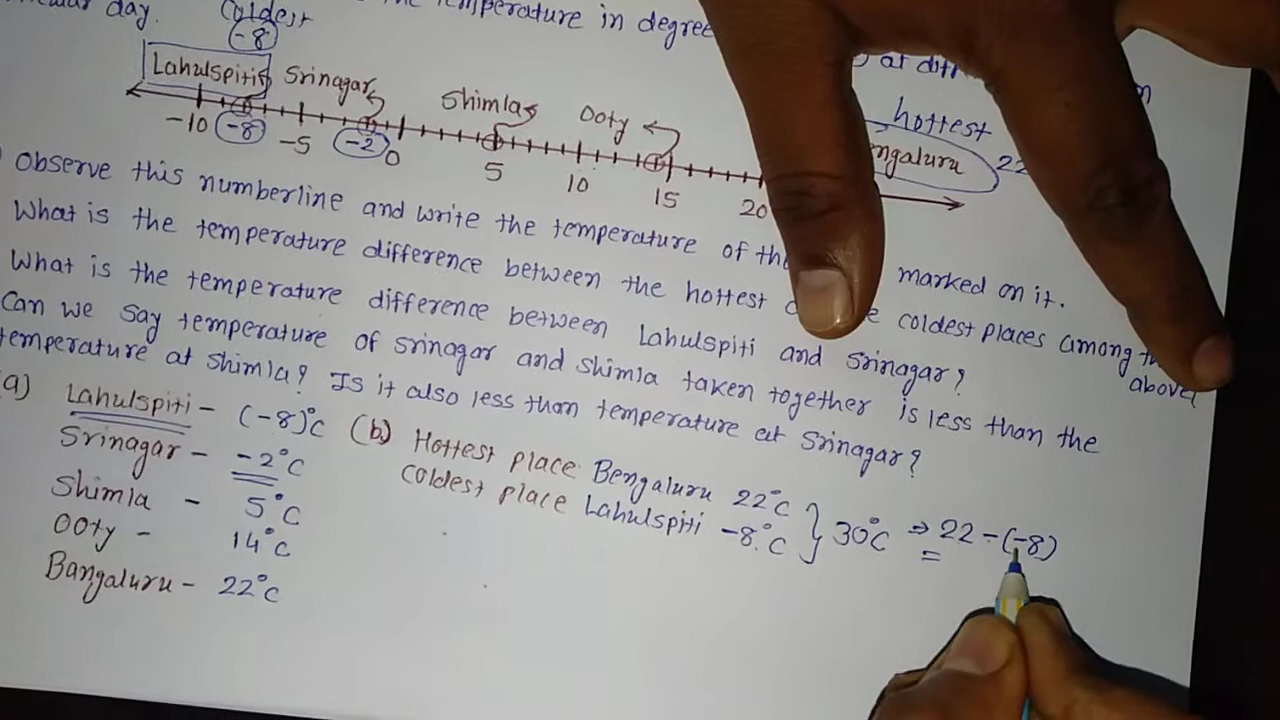 day. Coldest temperature in degree
-8 at
Lahulspiti Srinagar Shimla Ooty hottest
22
-10 -8 -5 -2 0 5 10 15 20
Observe this numberline and write the temperature of the marked on it.
What is the temperature difference between the hottest coldest places among
above
What is the temperature difference between Lahulspiti and Srinagar?
Can we say temperature of srinagar and shimla taken together is less than the
temperature at shimla? Is it also less than temperature at Srinagar?
(a) Lahulspiti - (-8)°C
Srinagar - -2°C
Shimla - 5°C
Ooty - 14°C
Bangaluru - 22°C
(b) Hottest place Bengaluru 22°C
Coldest place Lahulspiti -8°C } 30°C ⇒ 22 - (-8)
=